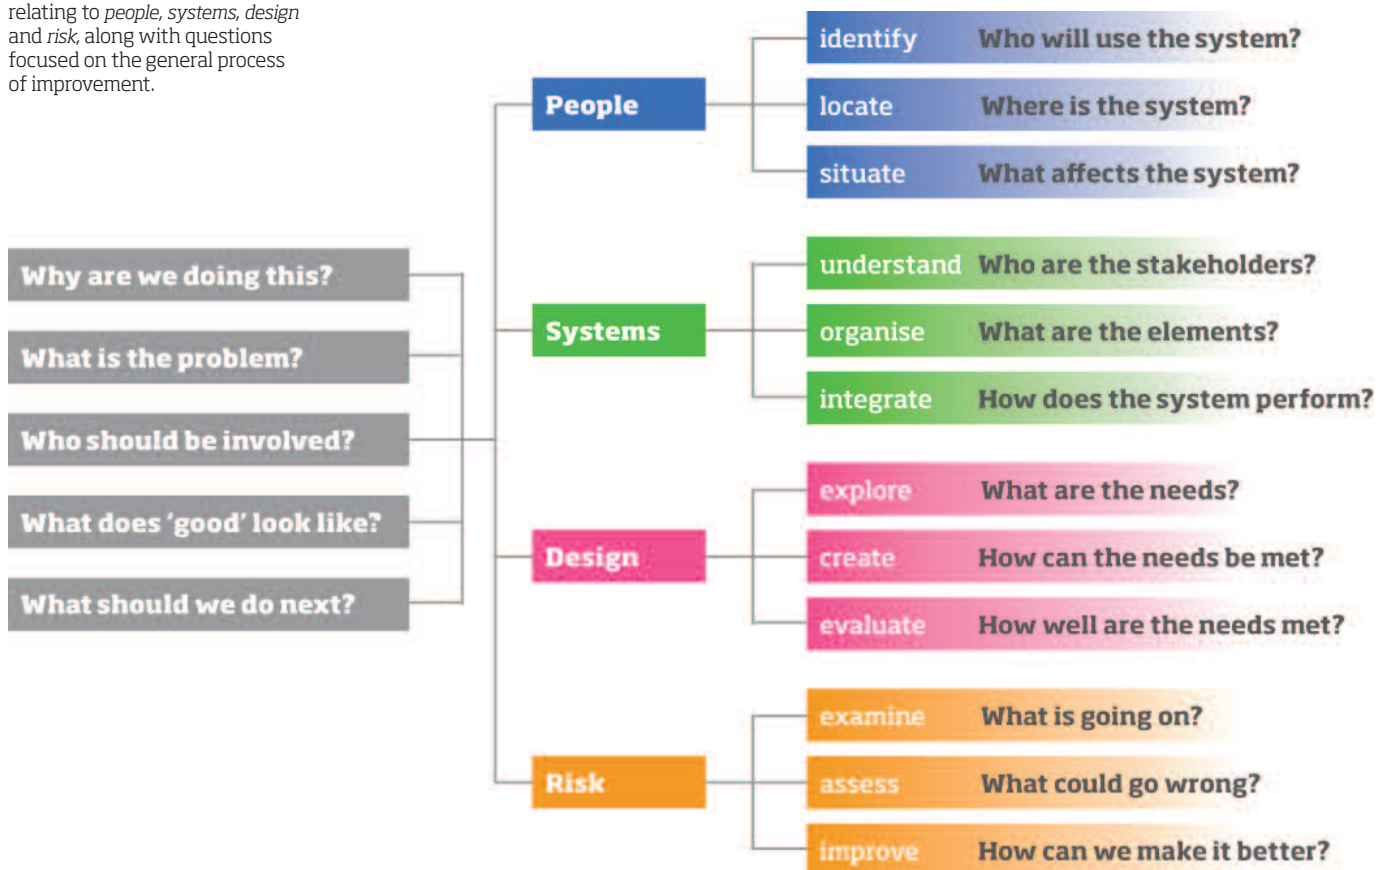 relating to people, systems, design
and risk, along with questions
focused on the general process
of improvement.
Why are we doing this?
What is the problem?
Who should be involved?
What does ‘good’ look like?
What should we do next?
People
identify Who will use the system?
locate Where is the system?
situate What affects the system?
Systems
understand Who are the stakeholders?
organise What are the elements?
integrate How does the system perform?
Design
explore What are the needs?
create How can the needs be met?
evaluate How well are the needs met?
Risk
examine What is going on?
assess What could go wrong?
improve How can we make it better?